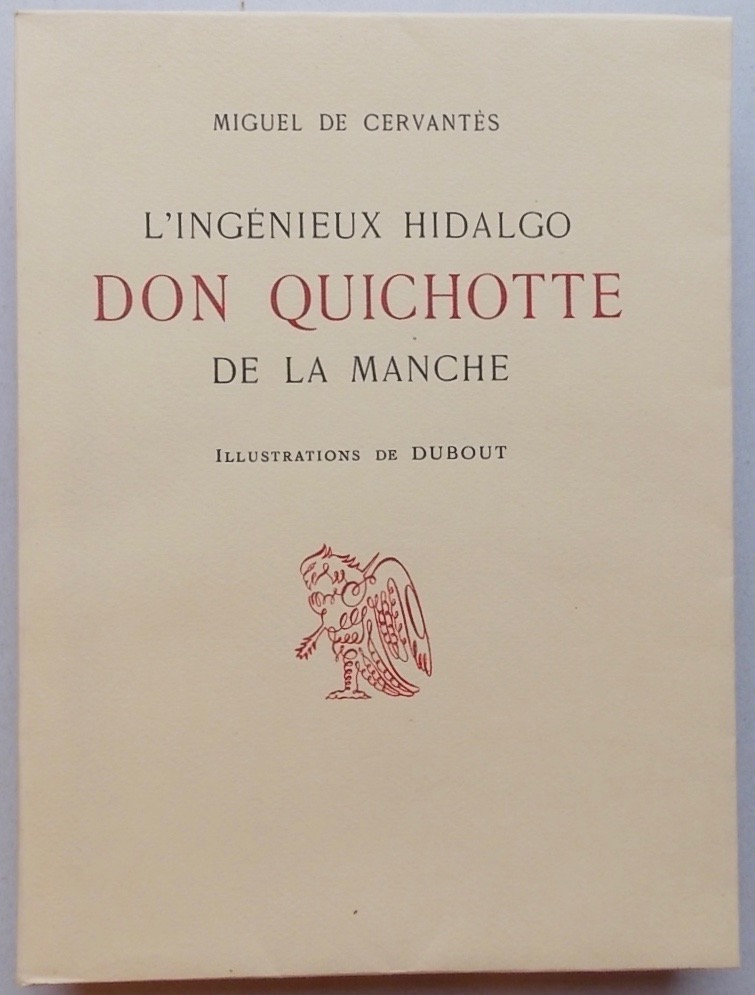 MIGUEL DE CERVANTÈS
L'INGÉNIEUX HIDALGO
DON QUICHOTTE
DE LA MANCHE
ILLUSTRATIONS DE DUBOUT